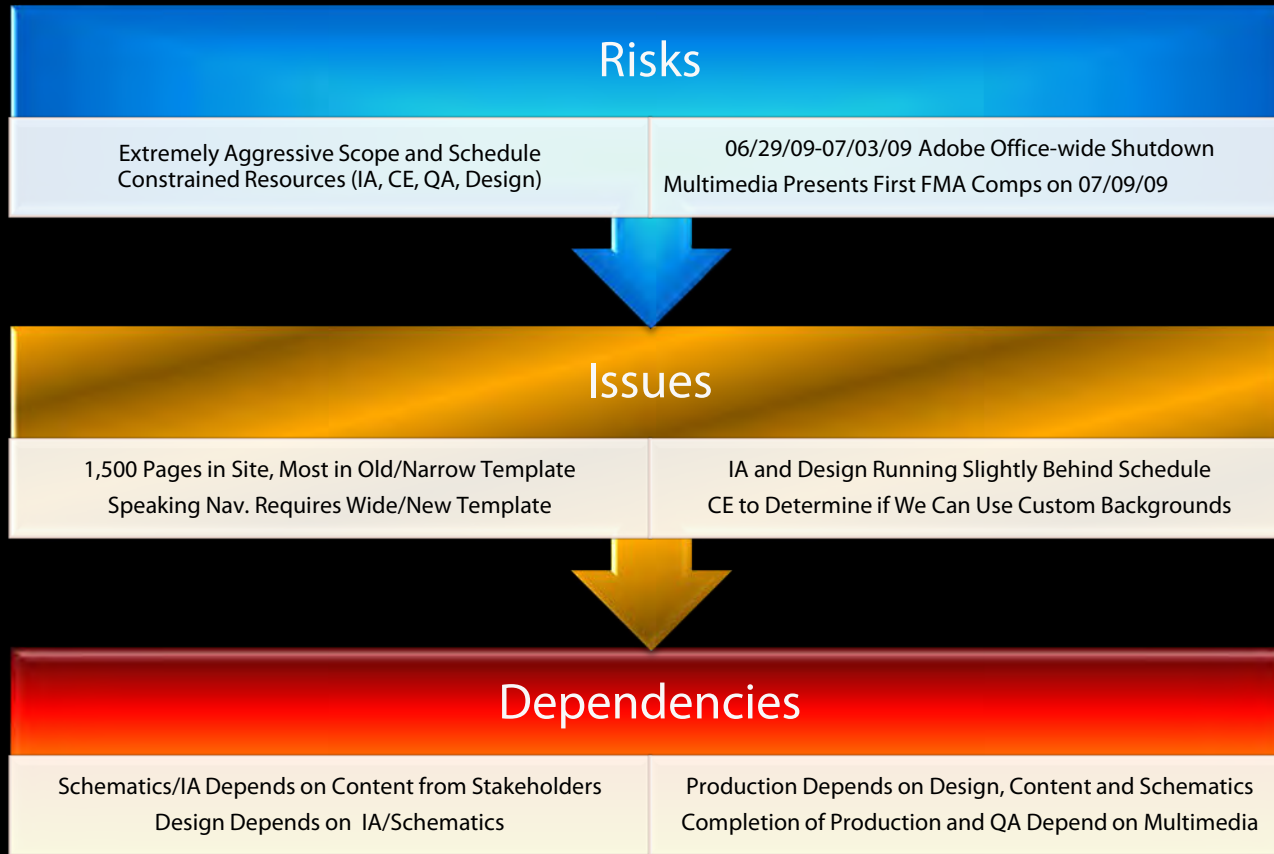 Risks
Extremely Aggressive Scope and Schedule
Constrained Resources (IA, CE, QA, Design)
06/29/09-07/03/09 Adobe Office-wide Shutdown
Multimedia Presents First FMA Comps on 07/09/09
Issues
1,500 Pages in Site, Most in Old/Narrow Template
Speaking Nav. Requires Wide/New Template
IA and Design Running Slightly Behind Schedule
CE to Determine if We Can Use Custom Backgrounds
Dependencies
Schematics/IA Depends on Content from Stakeholders
Design Depends on IA/Schematics
Production Depends on Design, Content and Schematics
Completion of Production and QA Depend on Multimedia